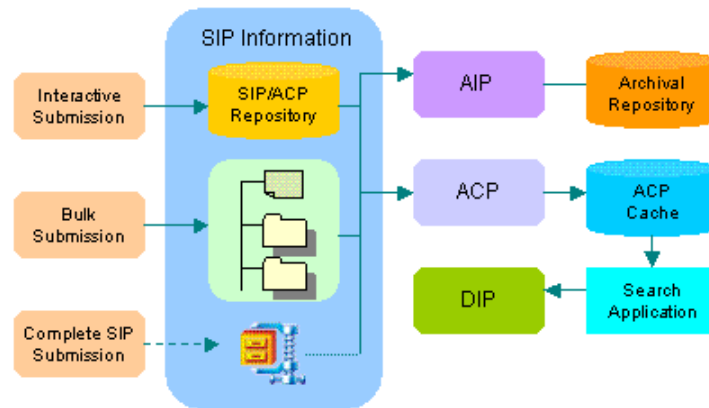 SIP Information
Interactive
Submission
SIP/ACP
Repository
AIP
Archival
Repository
Bulk
Submission
ACP
ACP
Cache
DIP
Search
Application
Complete SIP
Submission